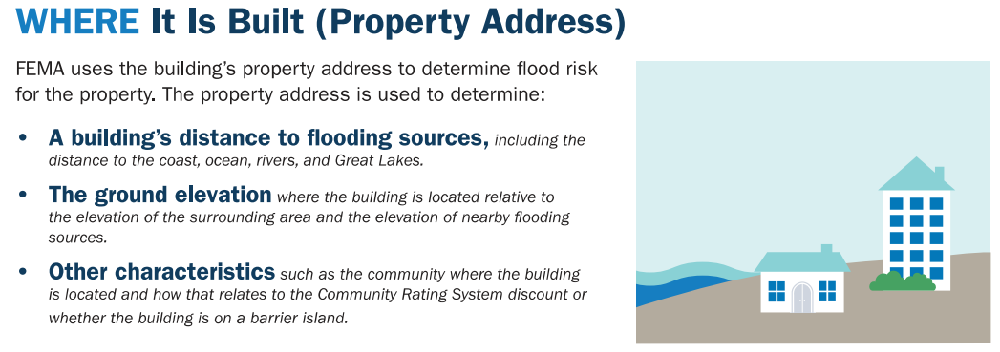 WHERE It Is Built (Property Address)
FEMA uses the building's property address to determine flood risk
for the property. The property address is used to determine:
• A building's distance to flooding sources, including the
distance to the coast, ocean, rivers, and Great Lakes.
• The ground elevation where the building is located relative to
the elevation of the surrounding area and the elevation of nearby flooding
sources.
• Other characteristics such as the community where the building
is located and how that relates to the Community Rating System discount or
whether the building is on a barrier island.